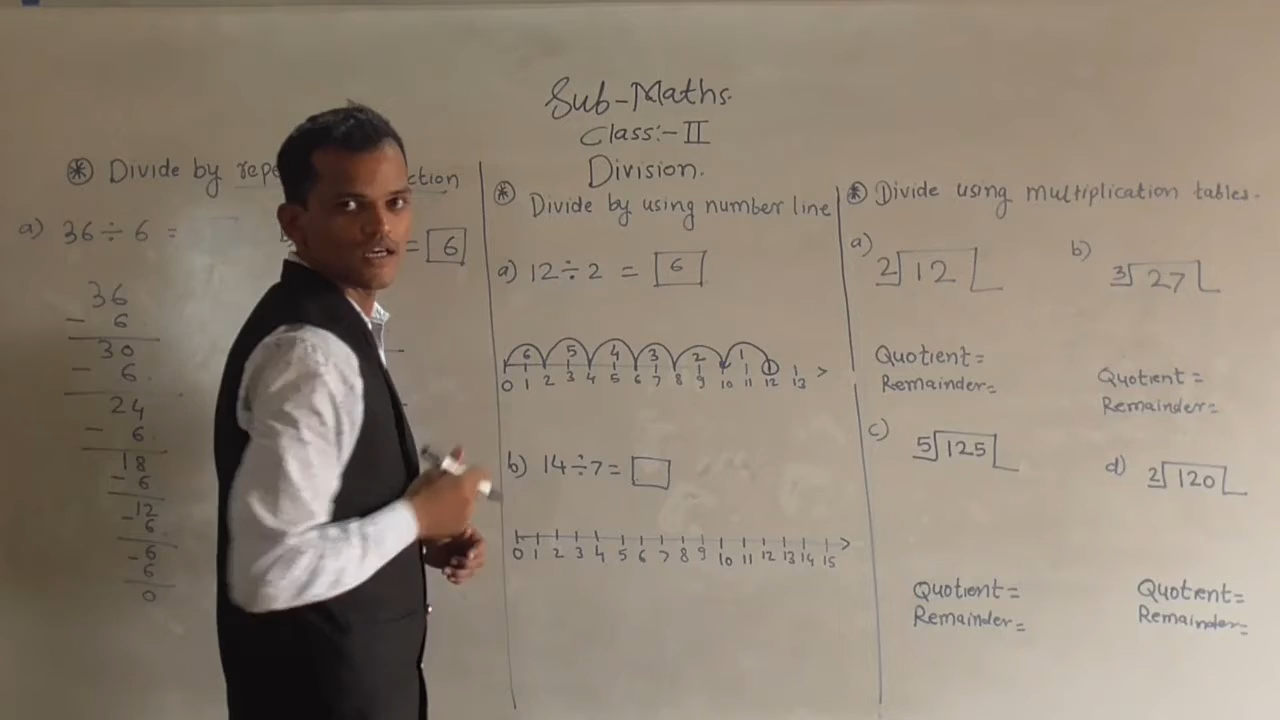 Sub-Maths.
Class:- II
Division.
⊛ Divide by repe ction
a) 36 ÷ 6 =
= 6
36
- 6
30
- 6
24
- 6
18
- 6
12
- 6
- 6
6
0
⊛ Divide by using number line
a) 12 ÷ 2 = 6
6 5 4 3 2 1
0 1 2 3 4 5 6 7 8 9 10 11 12 13
b) 14 ÷ 7 =
0 1 2 3 4 5 6 7 8 9 10 11 12 13 14 15
⊛ Divide using multiplication tables.
a) 2 12
Quotient =
Remainder=
b) 3 27
Quotient =
Remainder=
c) 5 125
Quotient =
Remainder=
d) 2 120
Quotient =
Remainder=